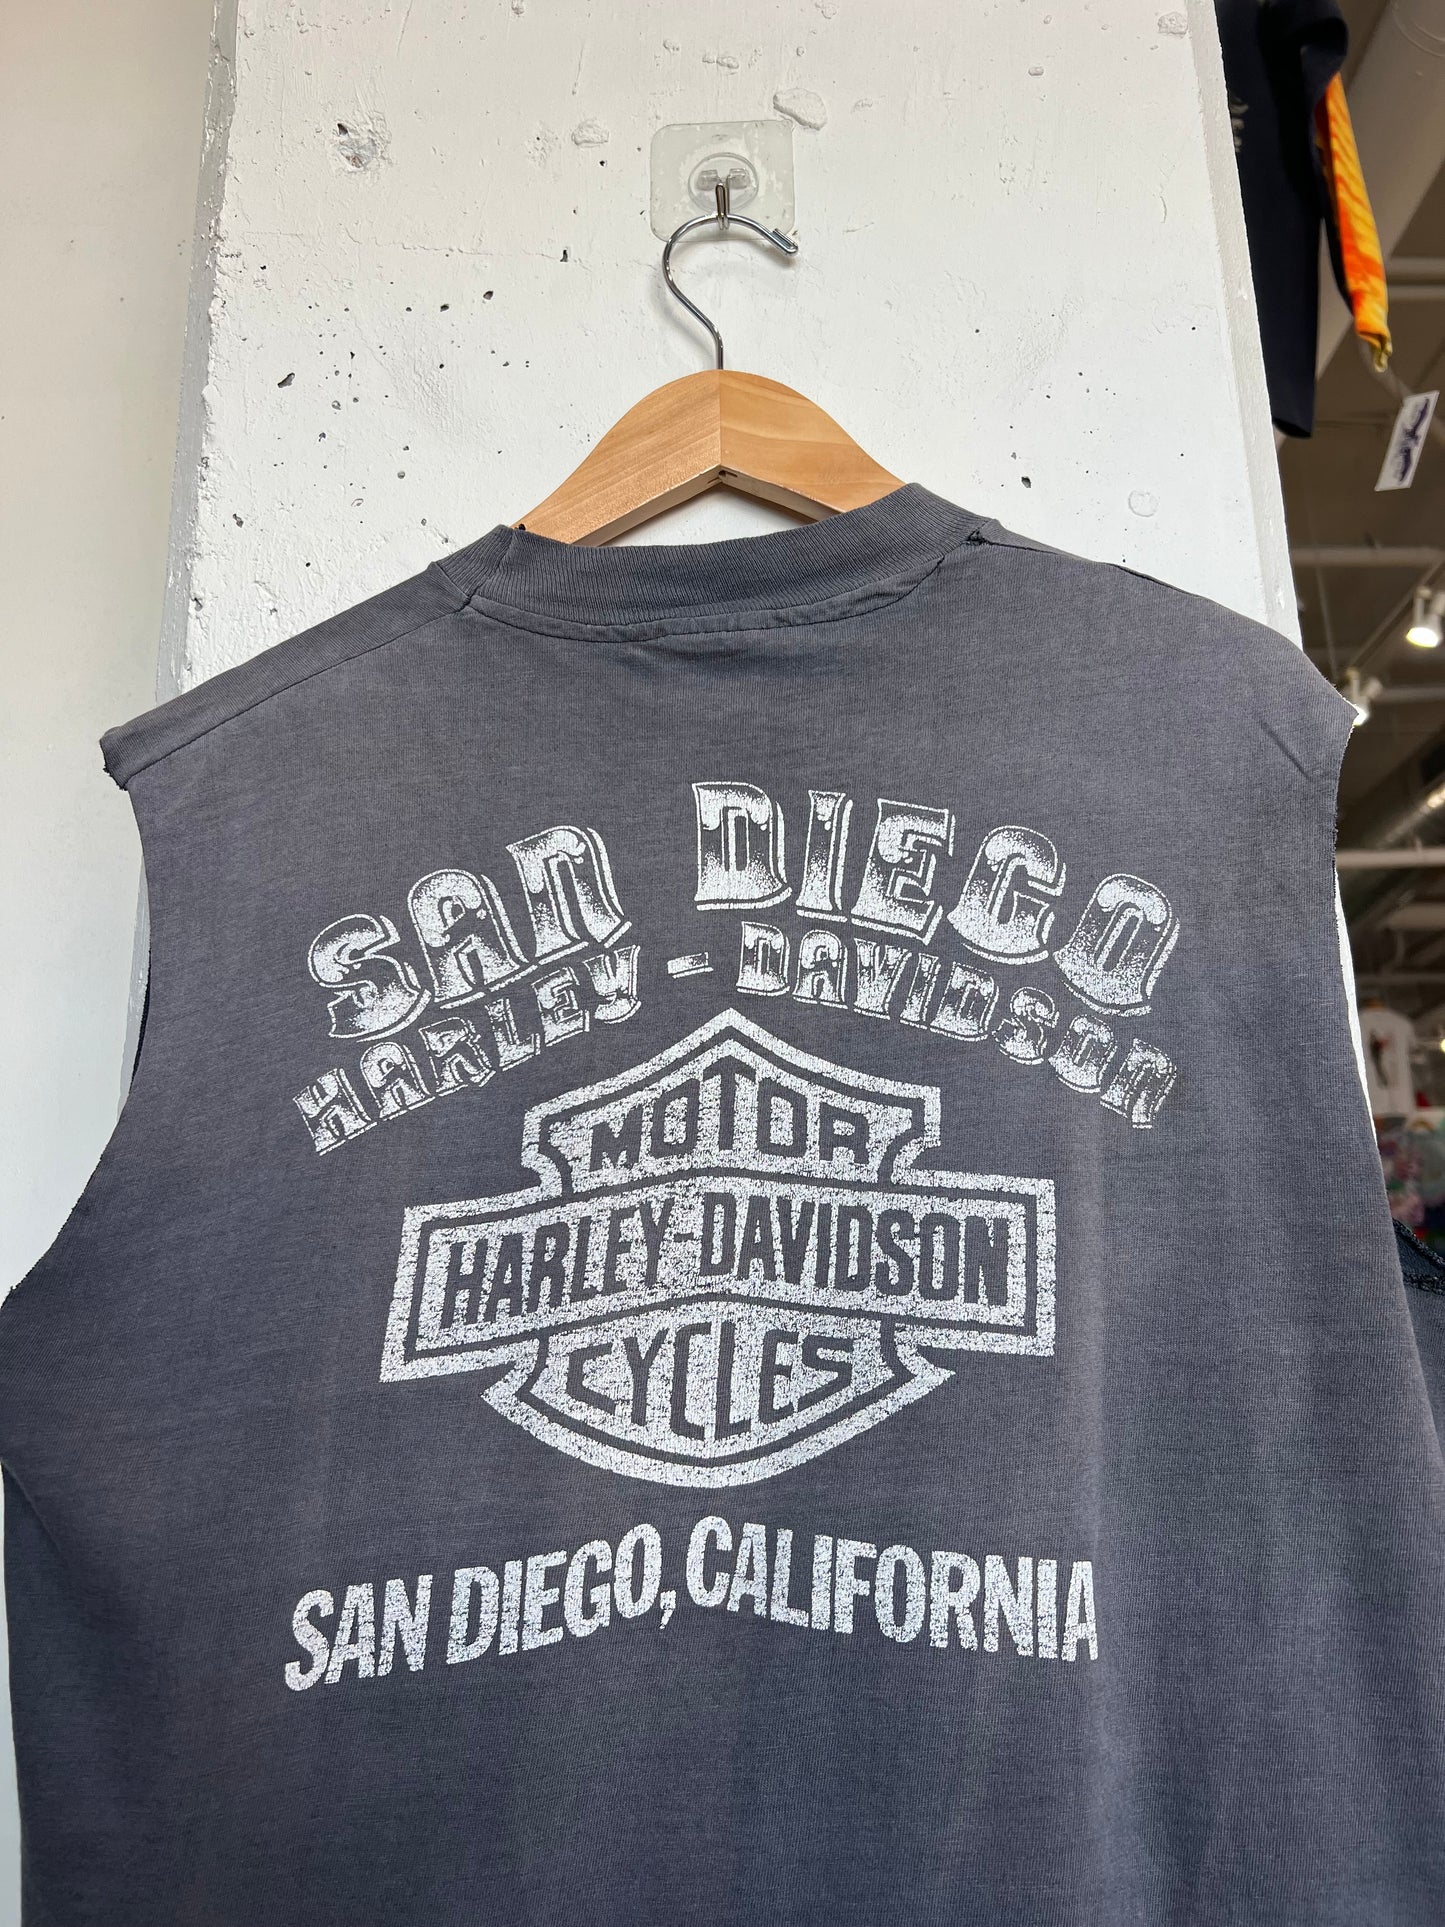 SAN DIEGO
HARLEY-DAVIDSON
MOTOR
HARLEY-DAVIDSON
CYCLES
SAN DIEGO, CALIFORNIA